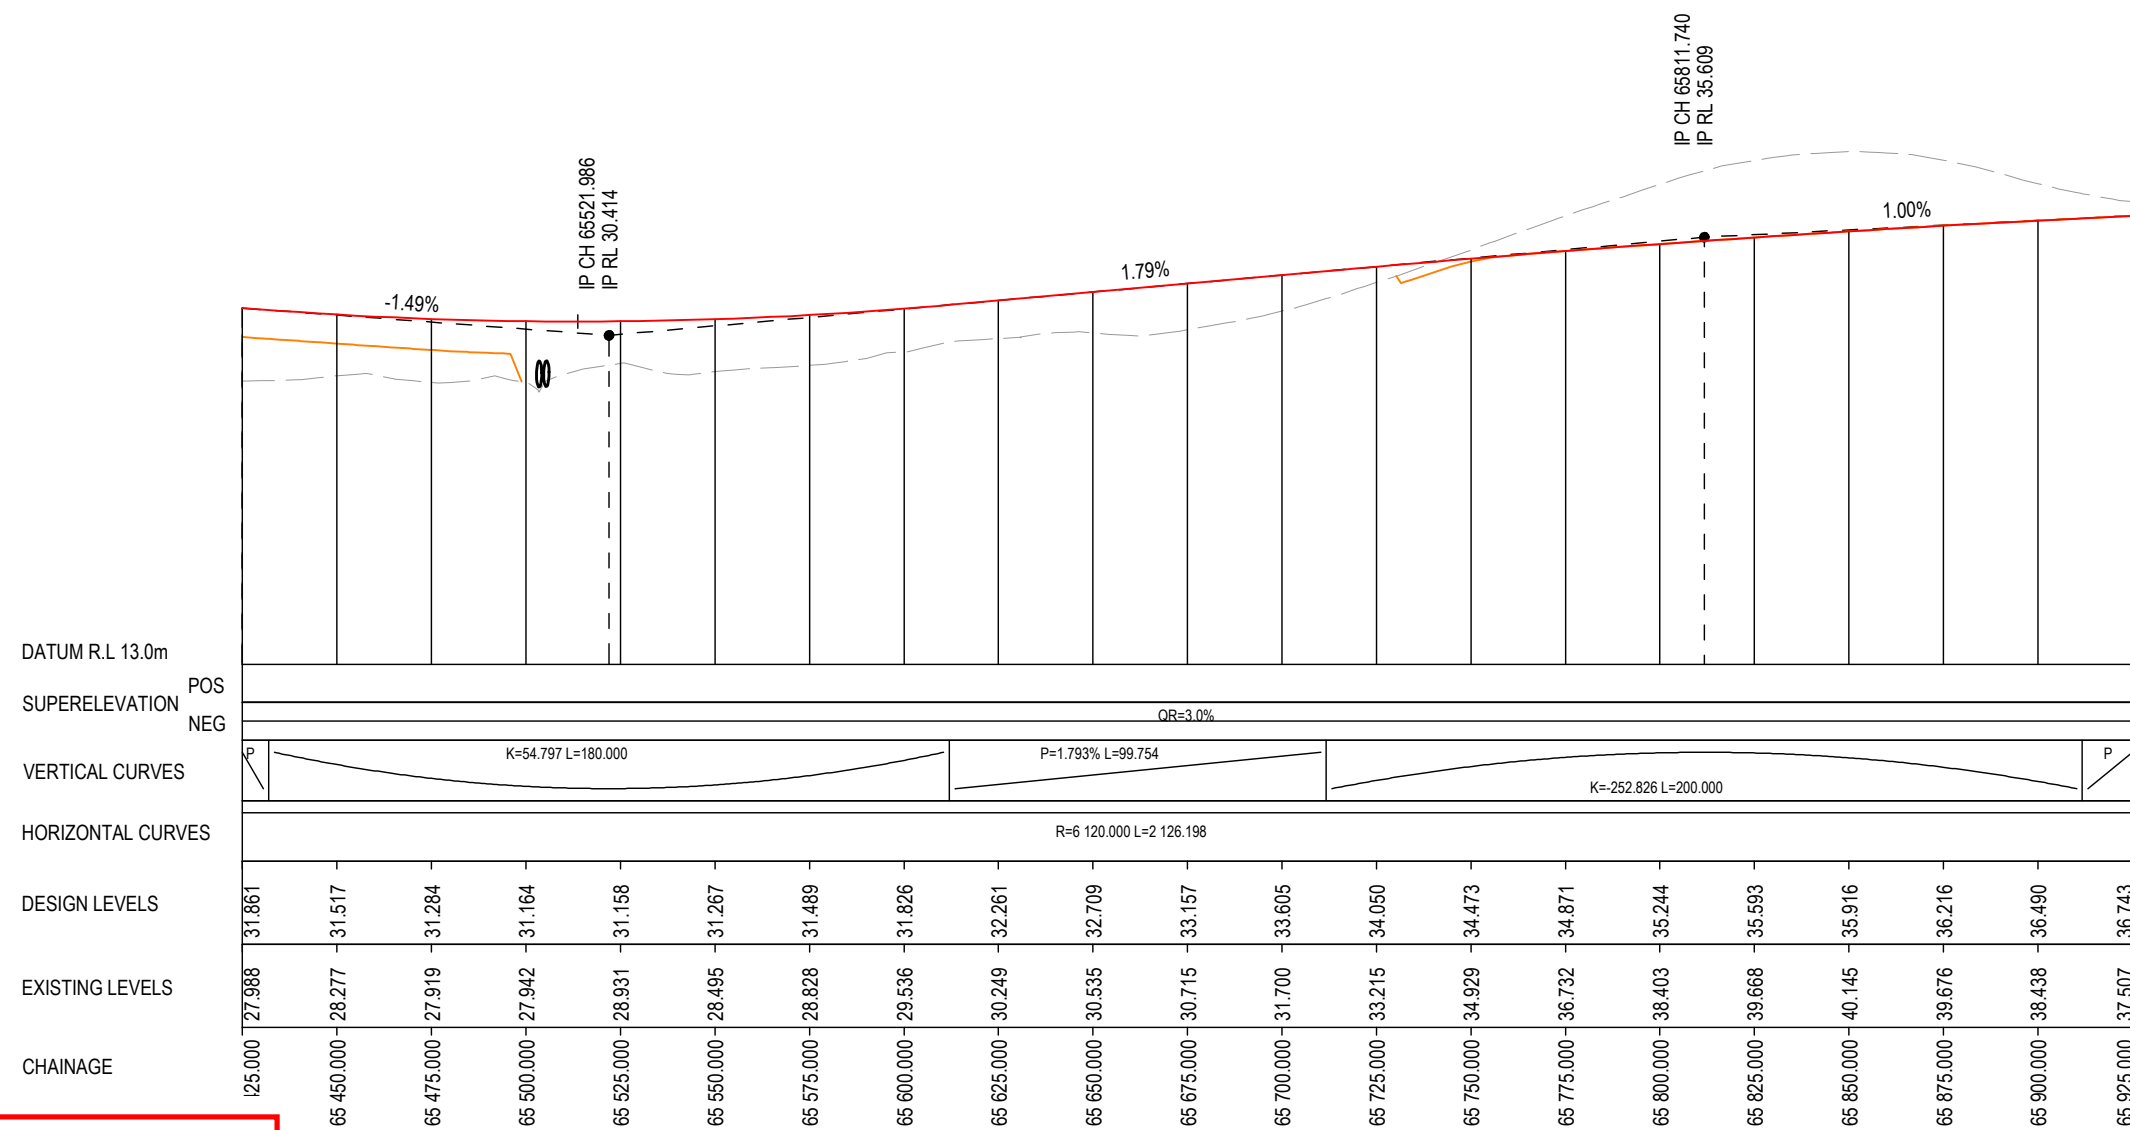 IP CH 65811.740
IP RL 35.609
IP CH 65521.986
IP RL 30.414
-1.49%
1.79%
1.00%
DATUM R.L 13.0m
SUPERELEVATION
POS
NEG
QR=3.0%
VERTICAL CURVES
P
K=54.797 L=180.000
P=1.793% L=99.754
K=-252.826 L=200.000
P
HORIZONTAL CURVES
R=6 120.000 L=2 126.198
DESIGN LEVELS
31.861 31.517 31.284 31.164 31.158 31.267 31.489 31.826 32.261 32.709 33.157 33.605 34.050 34.473 34.871 35.244 35.593 35.916 36.216 36.490 36.743
EXISTING LEVELS
27.988 28.277 27.919 27.942 28.931 28.495 28.828 29.536 30.249 30.535 30.715 31.700 33.215 34.929 36.732 38.403 39.668 40.145 39.676 38.438 37.507
CHAINAGE
425.000 65 450.000 65 475.000 65 500.000 65 525.000 65 550.000 65 575.000 65 600.000 65 625.000 65 650.000 65 675.000 65 700.000 65 725.000 65 750.000 65 775.000 65 800.000 65 825.000 65 850.000 65 875.000 65 900.000 65 925.000